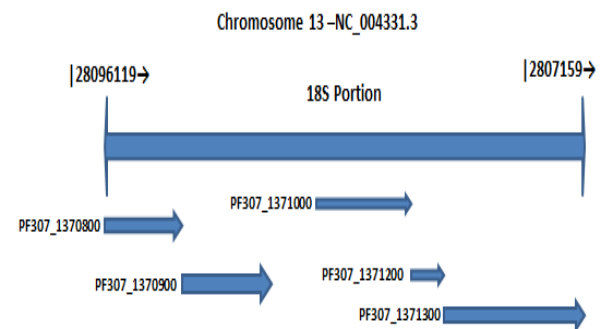 Chromosome 13 –NC_004331.3
|28096119→
|2807159→
18S Portion
PF307_1371000
PF307_1370800
PF307_1371200
PF307_1370900
PF307_1371300